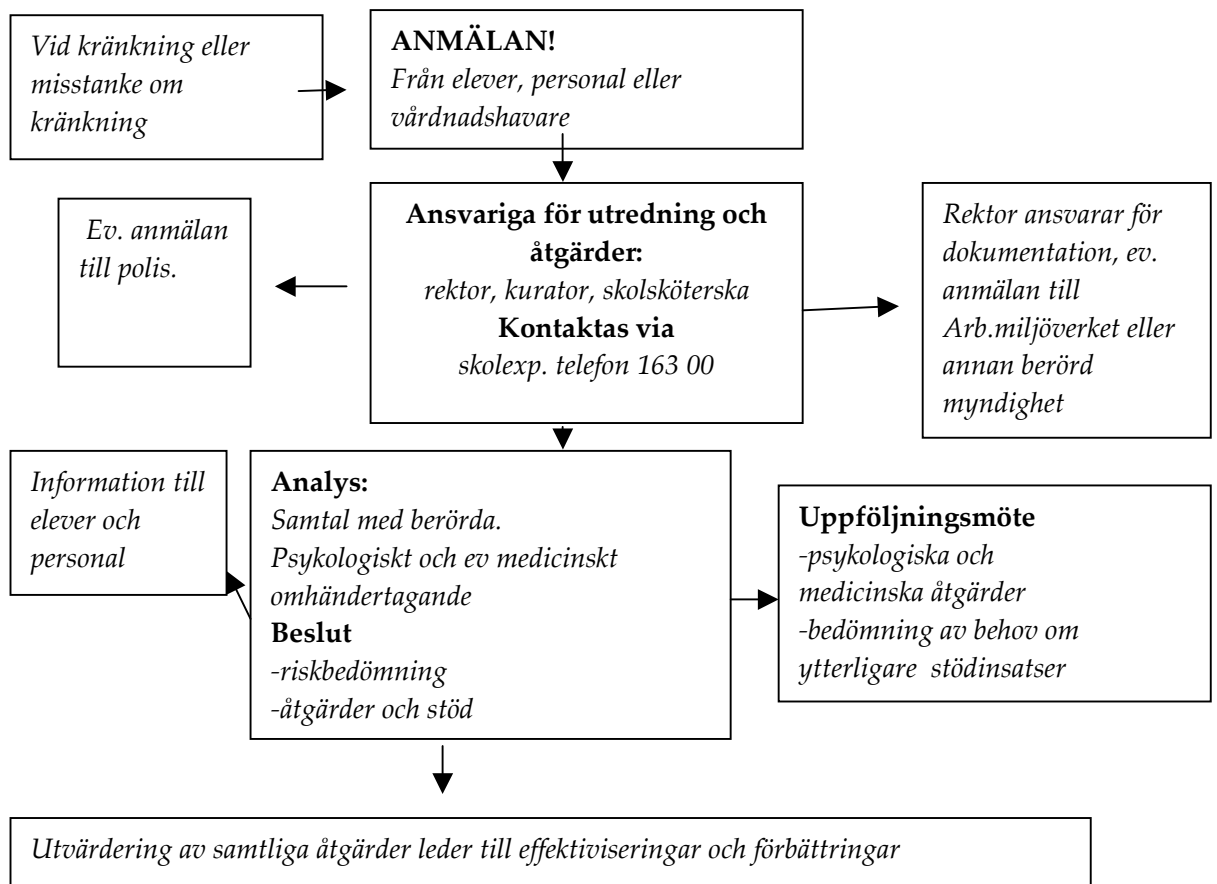 Vid kränkning eller
misstanke om
kränkning
ANMÄLAN!
Från elever, personal eller
vårdnadshavare
Ev. anmälan
till polis.
Ansvariga för utredning och
åtgärder:
rektor, kurator, skolsköterska
Kontaktas via
skolexp. telefon 163 00
Rektor ansvarar för
dokumentation, ev.
anmälan till
Arb.miljöverket eller
annan berörd
myndighet
Information till
elever och
personal
Analys:
Samtal med berörda.
Psykologiskt och ev medicinskt
omhändertagande
Beslut
-riskbedömning
-åtgärder och stöd
Uppföljningsmöte
-psykologiska och
medicinska åtgärder
-bedömning av behov om
ytterligare stödinsatser
Utvärdering av samtliga åtgärder leder till effektiviseringar och förbättringar